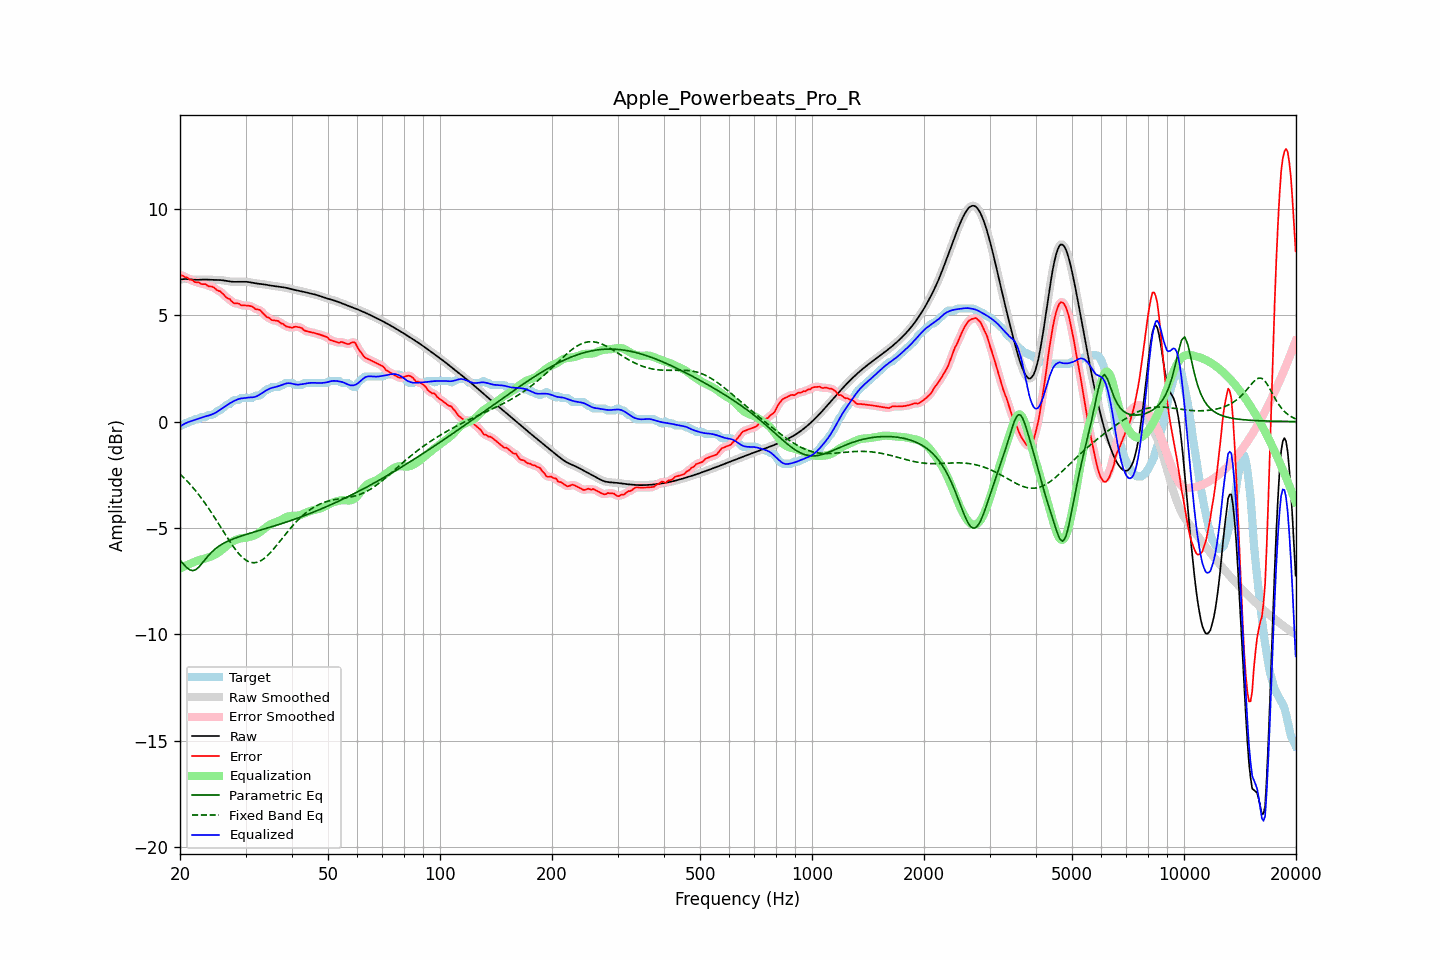 Apple_Powerbeats_Pro_R
Amplitude (dBr)
10
5
0
−5
−10
−15
−20
Target
Raw Smoothed
Error Smoothed
Raw
Error
Equalization
Parametric Eq
Fixed Band Eq
Equalized
20
50
100
200
500
1000
2000
5000
10000
20000
Frequency (Hz)